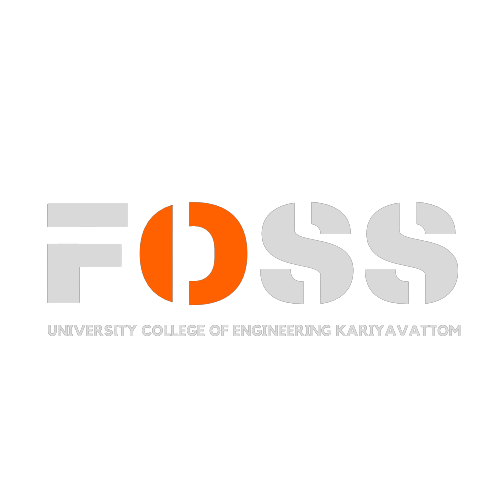 FOSS
UNIVERSITY COLLEGE OF ENGINEERING KARIYAVATTOM